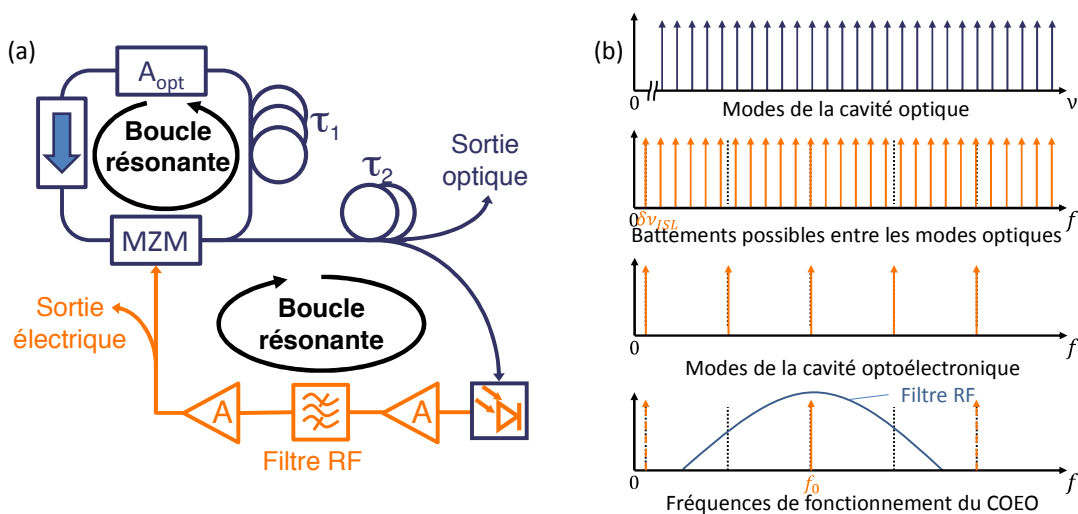 (a)
A_opt
Boucle
résonante
τ₁
τ₂
Sortie
optique
MZM
Sortie
électrique
Boucle
résonante
A
A
Filtre RF
(b)
0
ν
Modes de la cavité optique
0
δν_ISL
f
Battements possibles entre les modes optiques
0
f
Modes de la cavité optoélectronique
Filtre RF
0
f₀
f
Fréquences de fonctionnement du COEO